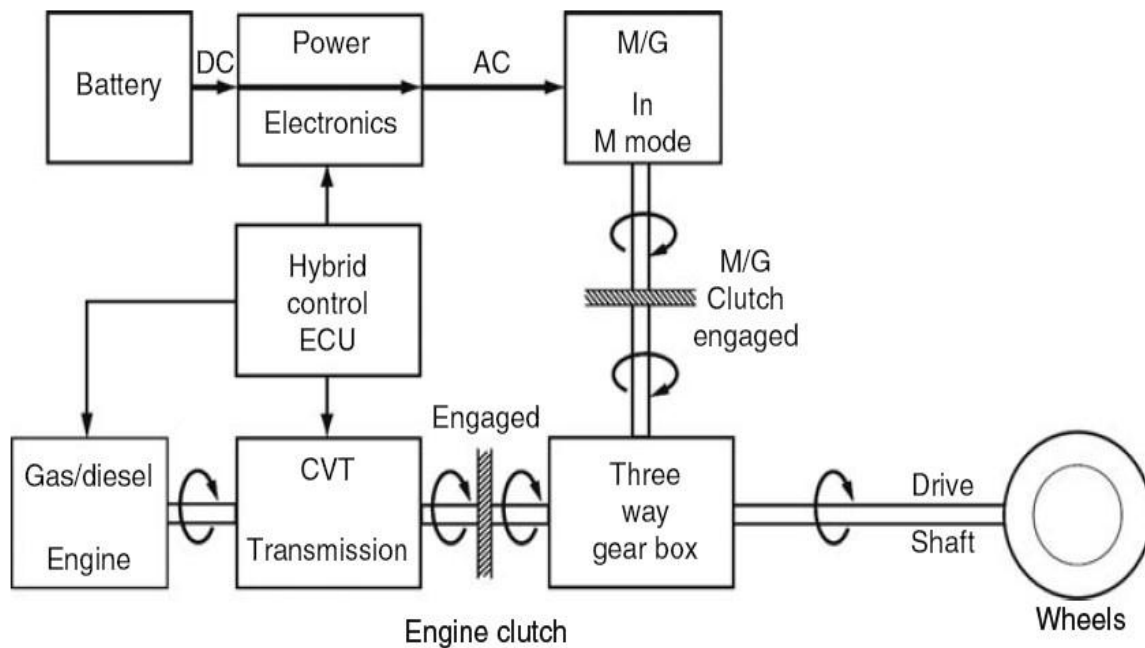 Battery
DC
Power
Electronics
AC
M/G
In
M mode
Hybrid
control
ECU
M/G
Clutch
engaged
Gas/diesel
Engine
CVT
Transmission
Engaged
Engine clutch
Three
way
gear box
Drive
Shaft
Wheels